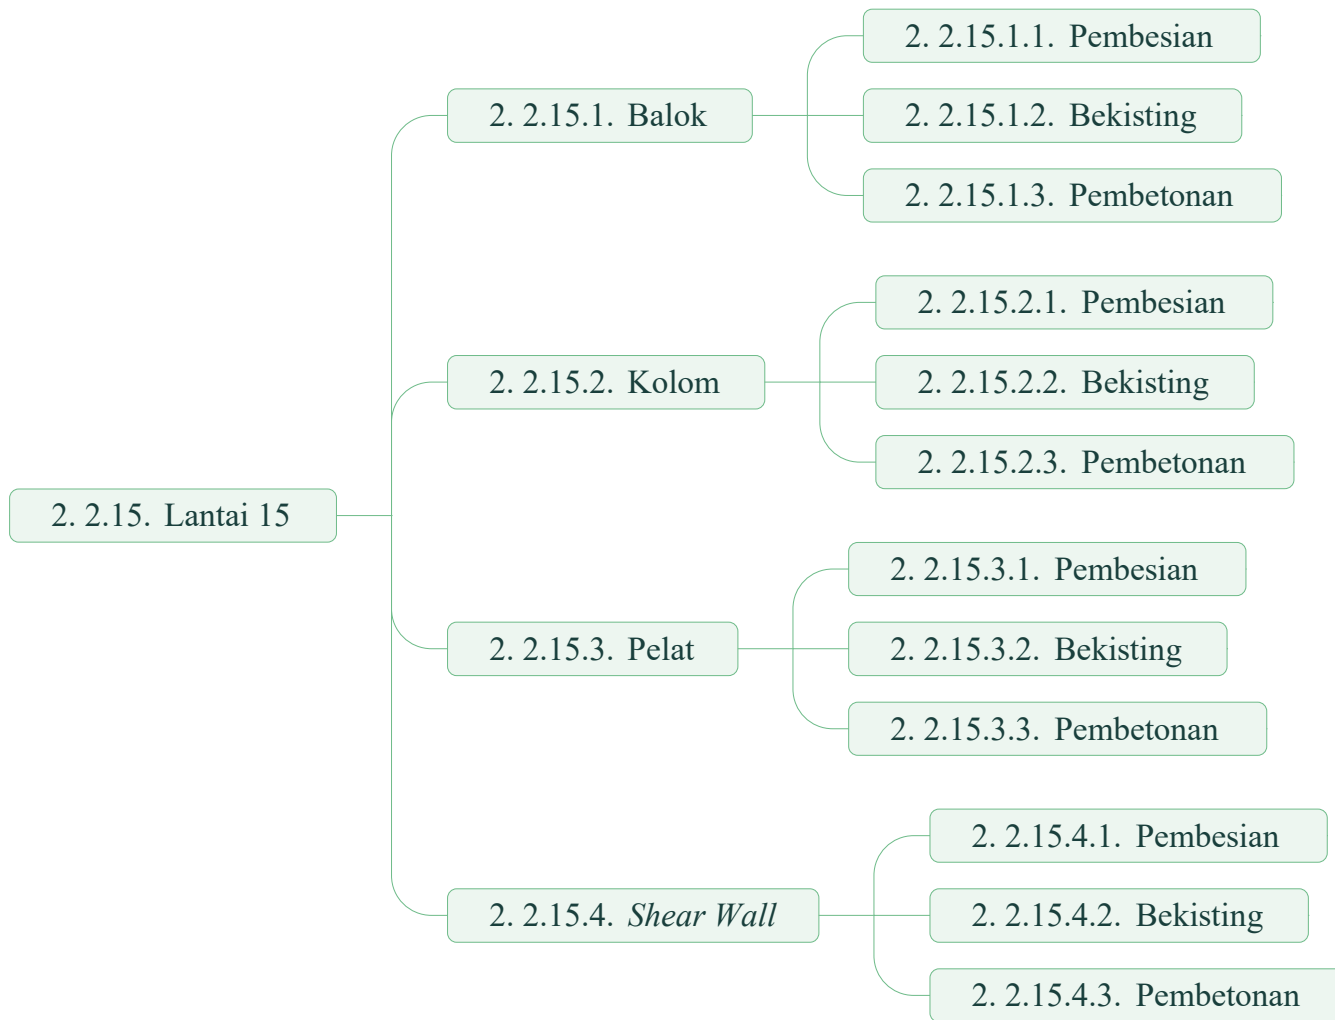 2. 2.15. Lantai 15
2. 2.15.1. Balok
2. 2.15.1.1. Pembesian
2. 2.15.1.2. Bekisting
2. 2.15.1.3. Pembetonan
2. 2.15.2. Kolom
2. 2.15.2.1. Pembesian
2. 2.15.2.2. Bekisting
2. 2.15.2.3. Pembetonan
2. 2.15.3. Pelat
2. 2.15.3.1. Pembesian
2. 2.15.3.2. Bekisting
2. 2.15.3.3. Pembetonan
2. 2.15.4. Shear Wall
2. 2.15.4.1. Pembesian
2. 2.15.4.2. Bekisting
2. 2.15.4.3. Pembetonan